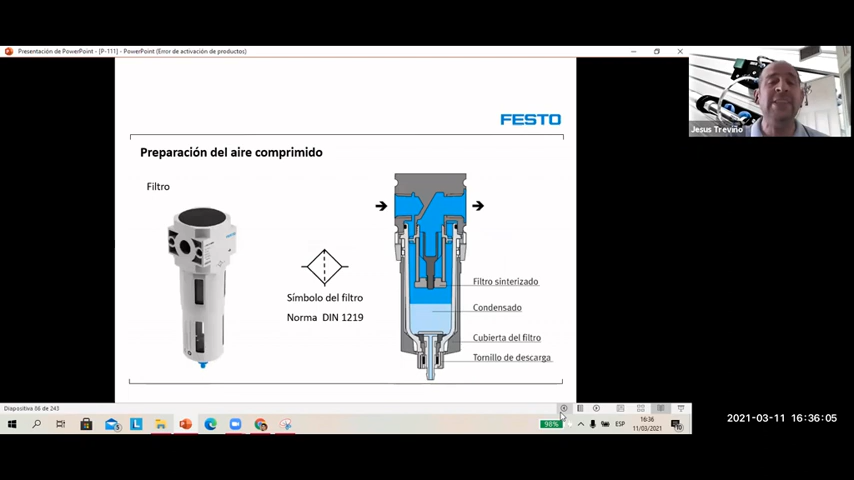 Presentación de PowerPoint - [P-111] - PowerPoint (Error de activación de productos)
FESTO
Preparación del aire comprimido
Filtro
Símbolo del filtro
Norma DIN 1219
Filtro sinterizado
Condensado
Cubierta del filtro
Tornillo de descarga
Jesus Treviño
Diapositiva 86 de 243
98%
ESP
16:36
11/03/2021
2021-03-11 16:36:05